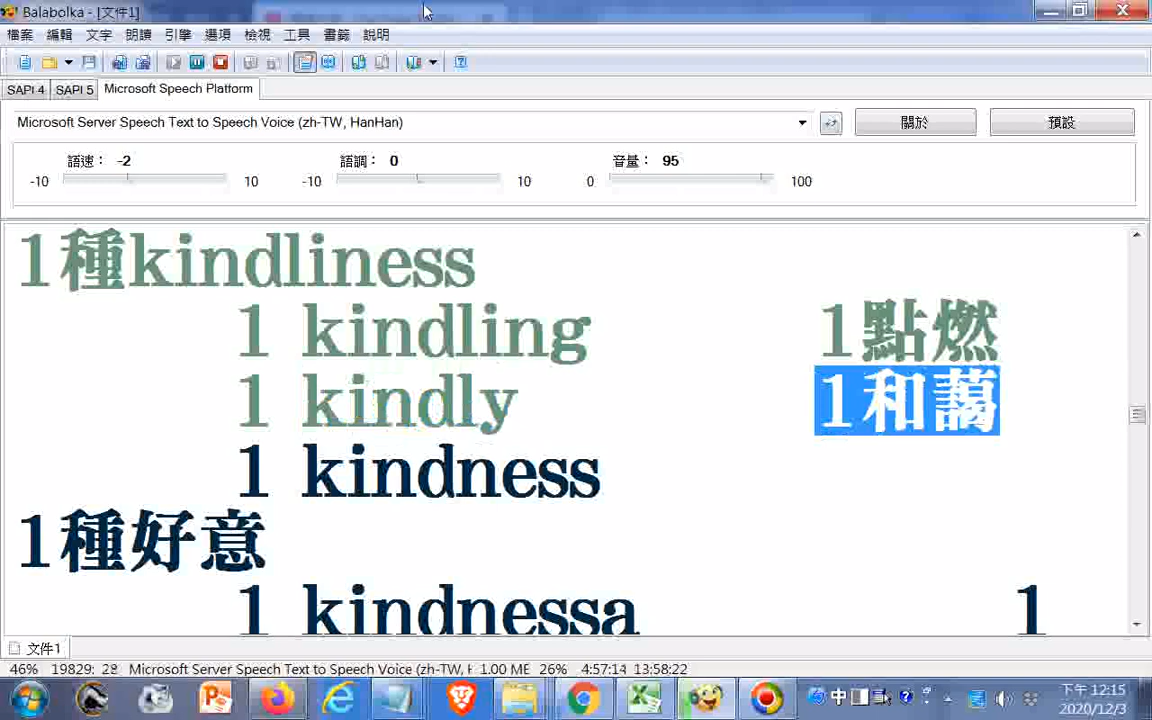 Balabolka - [文件1]
檔案 編輯 文字 朗讀 引擎 選項 檢視 工具 書籤 說明
SAPI 4 SAPI 5 Microsoft Speech Platform
Microsoft Server Speech Text to Speech Voice (zh-TW, HanHan) 關於 預設
語速： -2 語調： 0 音量： 95
-10 10 -10 10 0 100
1種kindliness
1 kindling 1點燃
1 kindly 1和藹
1 kindness
1種好意
1 kindnessa 1
文件1
46% 19829: 28 Microsoft Server Speech Text to Speech Voice (zh-TW, H 1.00 ME 26% 4:57:14 13:58:22
中 下午 12:15
2020/12/3